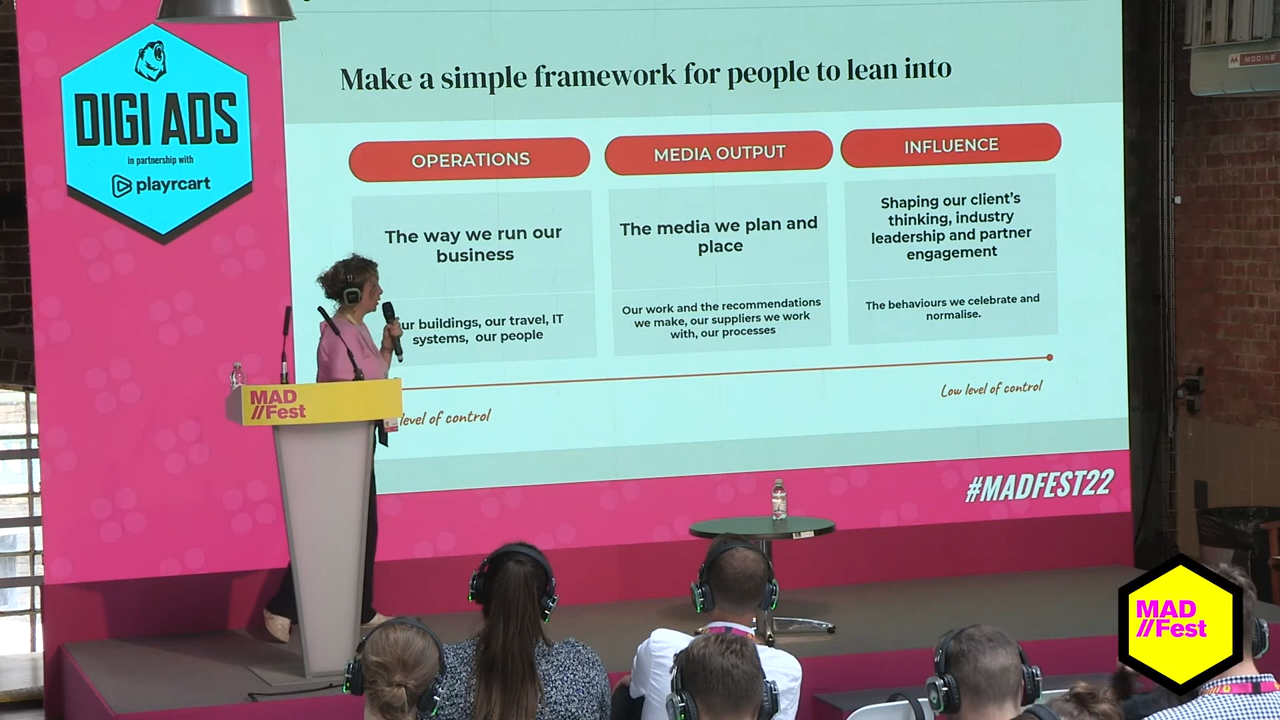 DIGI ADS
in partnership with
playrcart
Make a simple framework for people to lean into
OPERATIONS
MEDIA OUTPUT
INFLUENCE
The way we run our
business
The media we plan and
place
Shaping our client's
thinking, industry
leadership and partner
engagement
buildings, our travel, IT
systems, our people
Our work and the recommendations
we make, our suppliers we work
with, our processes
The behaviours we celebrate and
normalise.
level of control
Low level of control
MAD
//Fest
#MADFEST22
MAD
//Fest